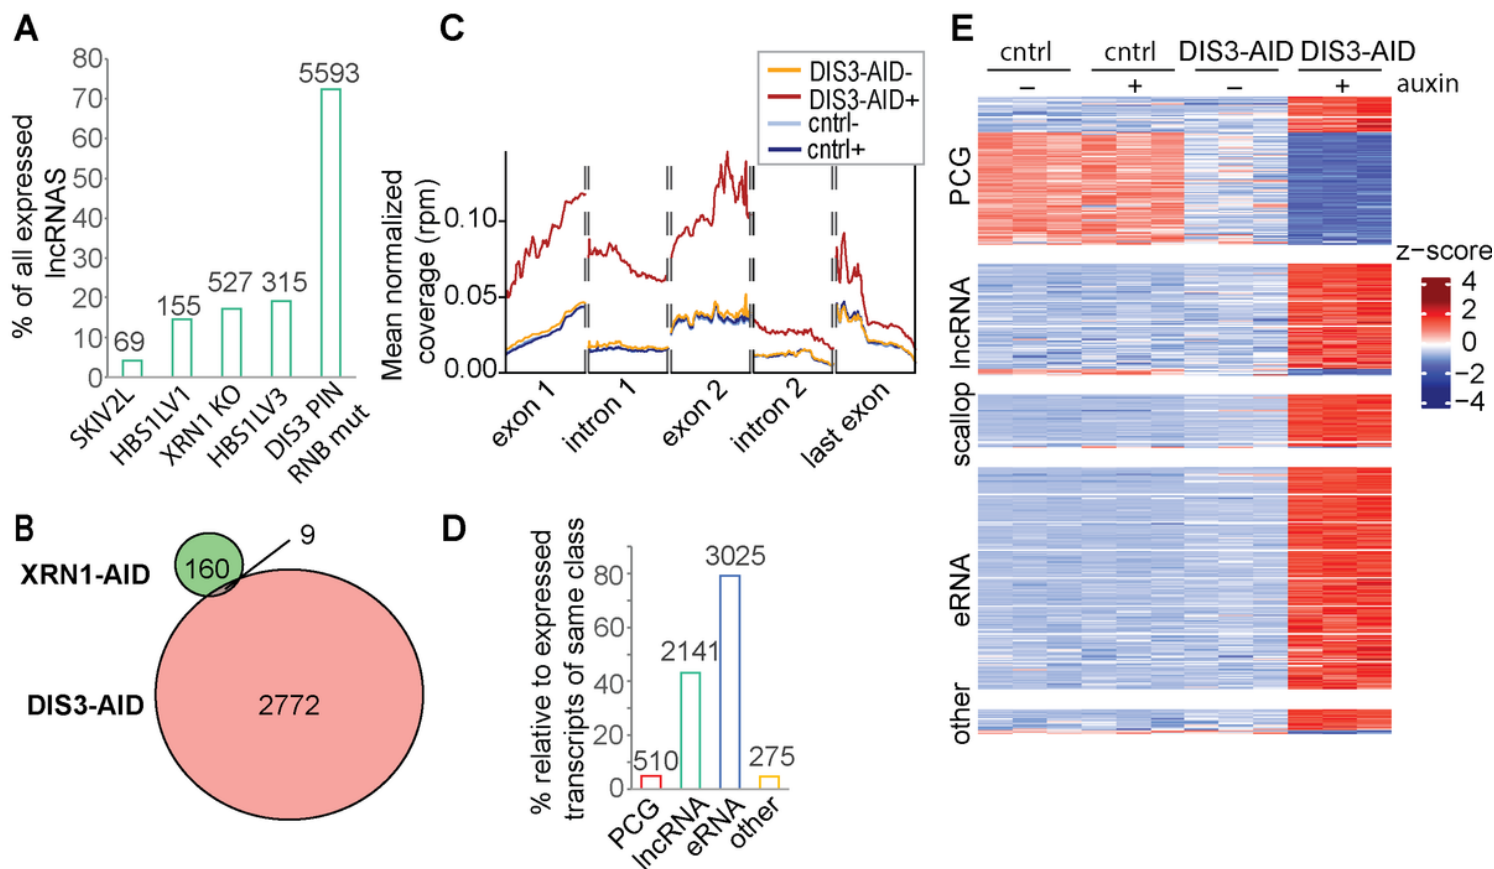 A
% of all expressed
lncRNAS
80
70
60
50
40
30
20
10
0
69
155
527
315
5593
SKIV2L
HBS1LV1
XRN1 KO
HBS1LV3
DIS3 PIN
RNB mut
B
XRN1-AID
160
9
DIS3-AID
2772
C
DIS3-AID-
DIS3-AID+
cntrl-
cntrl+
Mean normalized
coverage (rpm)
0.10
0.05
0.00
exon 1
intron 1
exon 2
intron 2
last exon
D
% relative to expressed
transcripts of same class
80
60
40
20
0
510
2141
3025
275
PCG
lncRNA
eRNA
other
E
cntrl
cntrl
DIS3-AID
DIS3-AID
− + − + auxin
PCG
lncRNA
scallop
eRNA
other
z−score
4
2
0
−2
−4